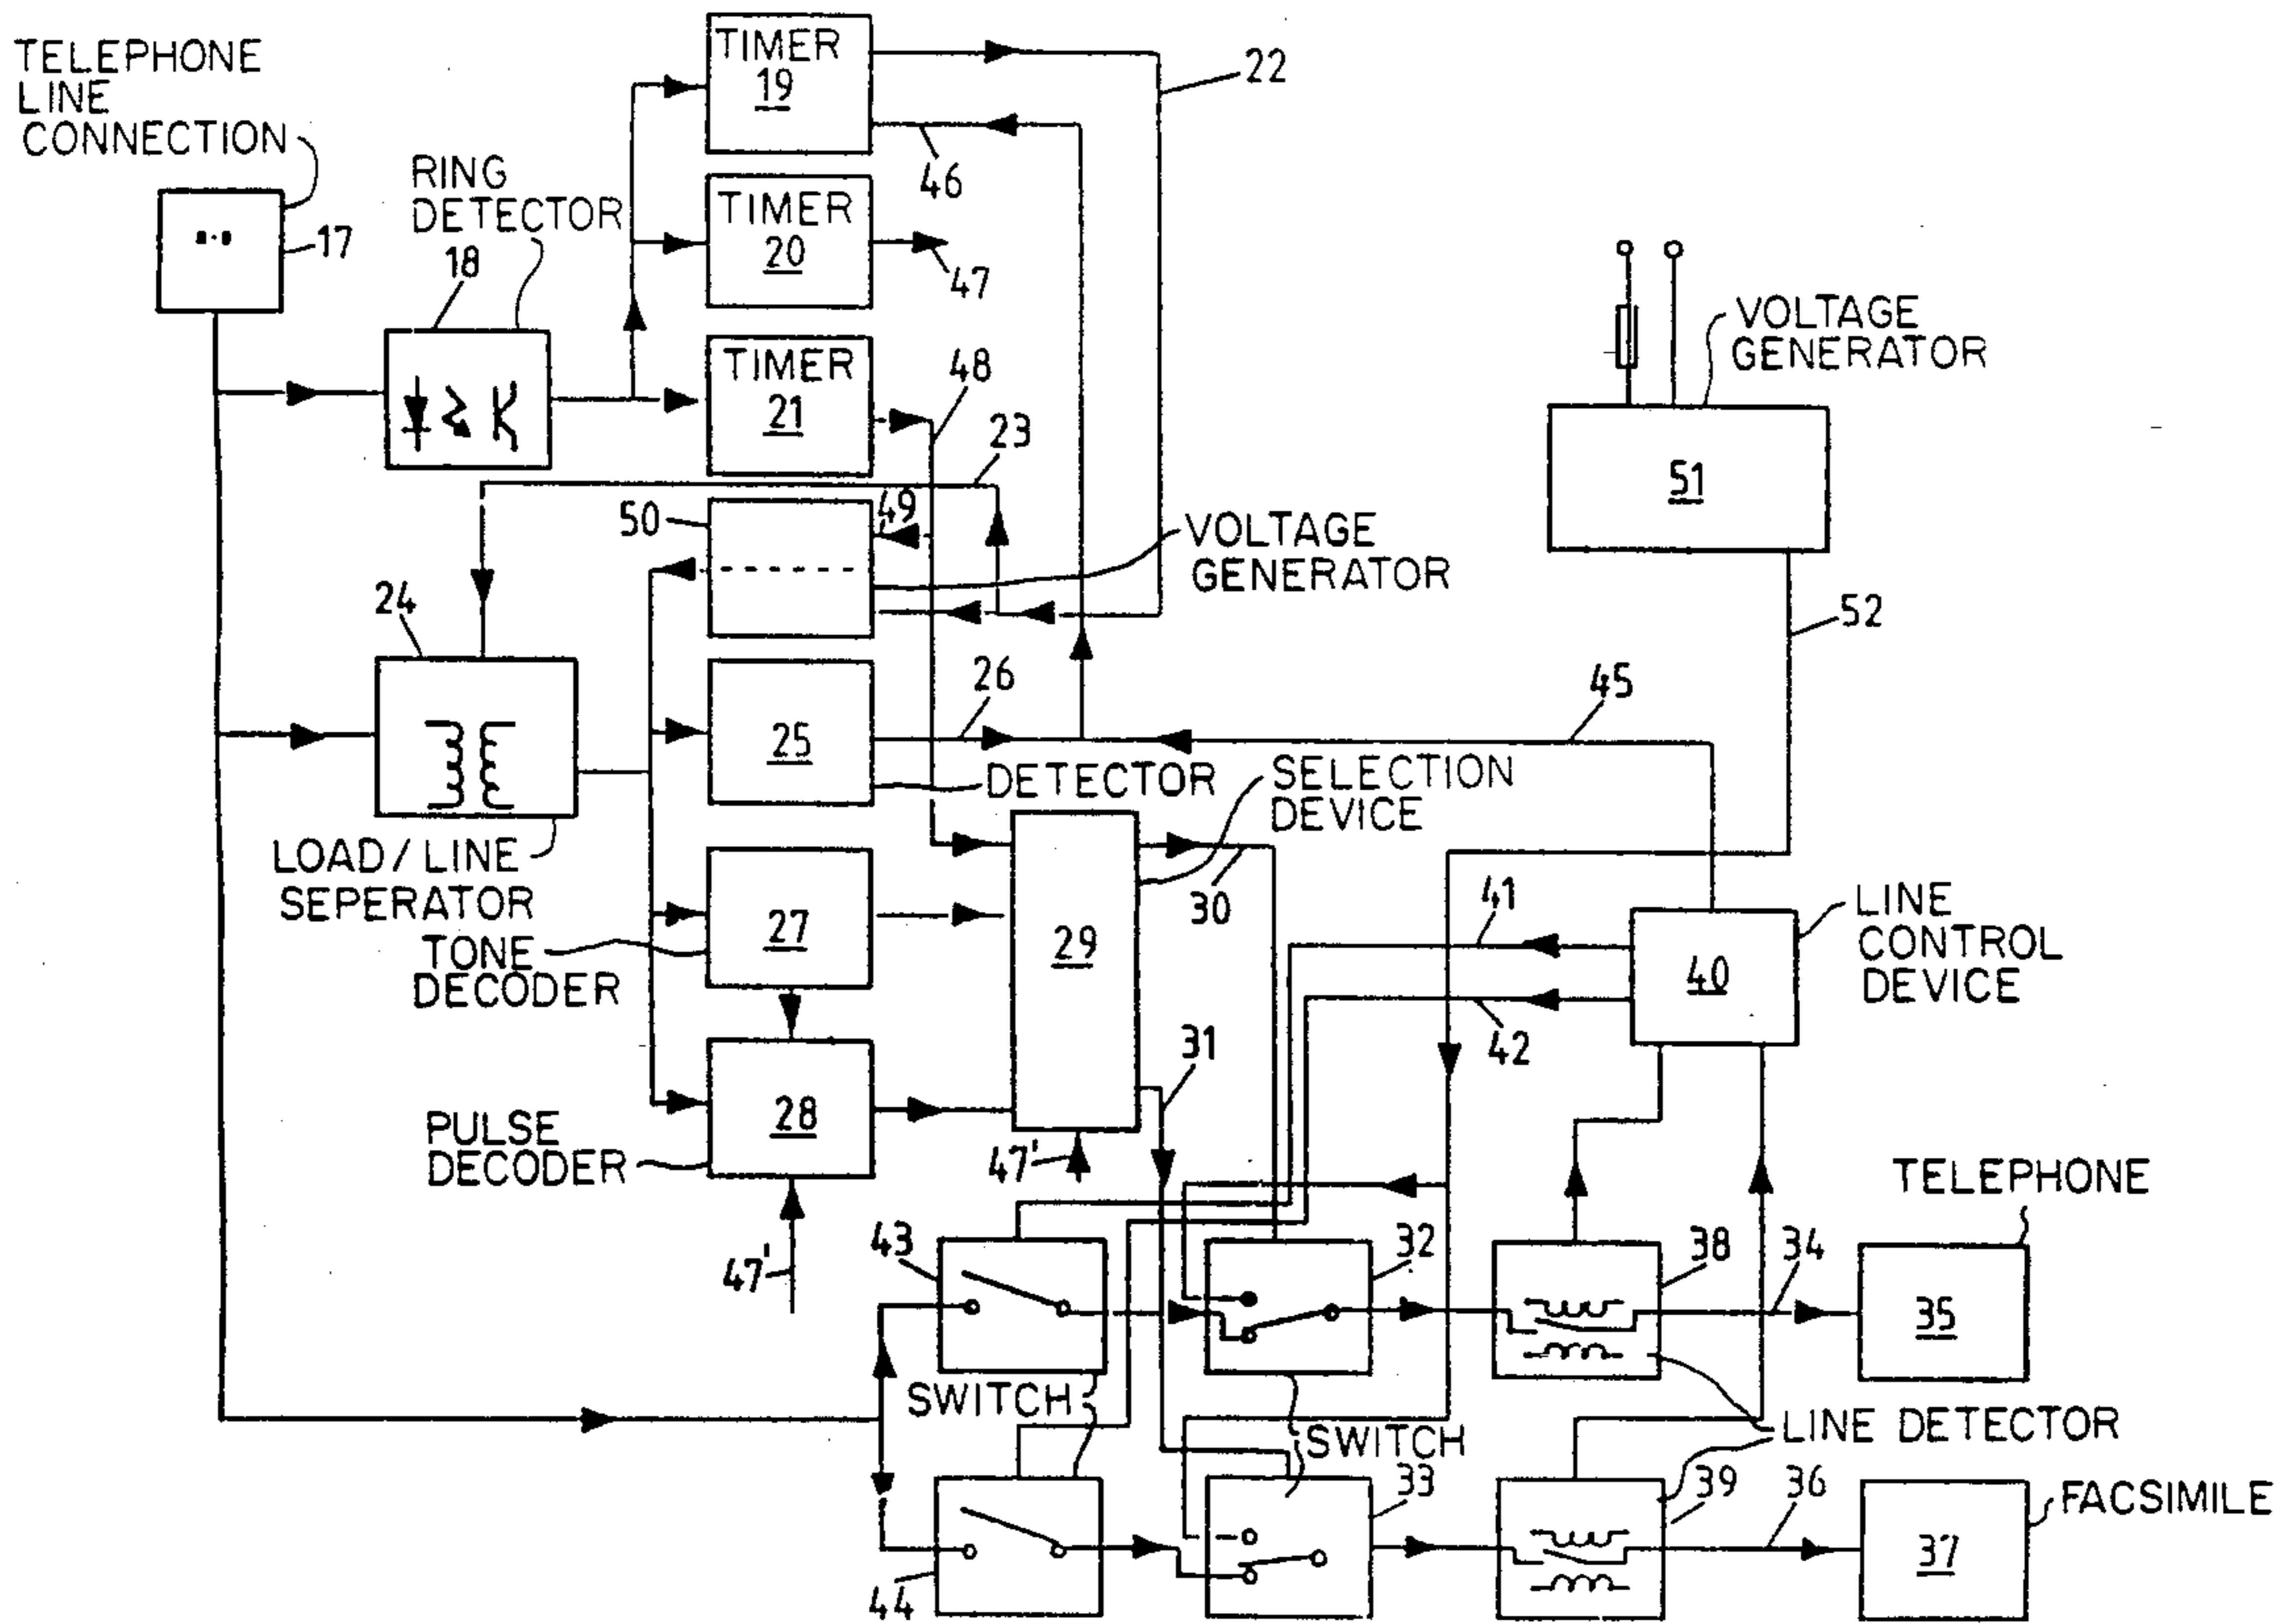 TELEPHONE
LINE
CONNECTION
17
RING
DETECTOR
18
TIMER
19
TIMER
20
TIMER
21
22
46
47
48
23
49
50
VOLTAGE
GENERATOR
VOLTAGE
GENERATOR
51
52
24
LOAD/LINE
SEPERATOR
25
DETECTOR
26
45
SELECTION
DEVICE
27
TONE
DECODER
29
30
41
42
LINE
CONTROL
DEVICE
40
28
PULSE
DECODER
47'
47'
31
43
32
38
34
TELEPHONE
35
SWITCH
SWITCH
LINE DETECTOR
44
33
39
36
FACSIMILE
37